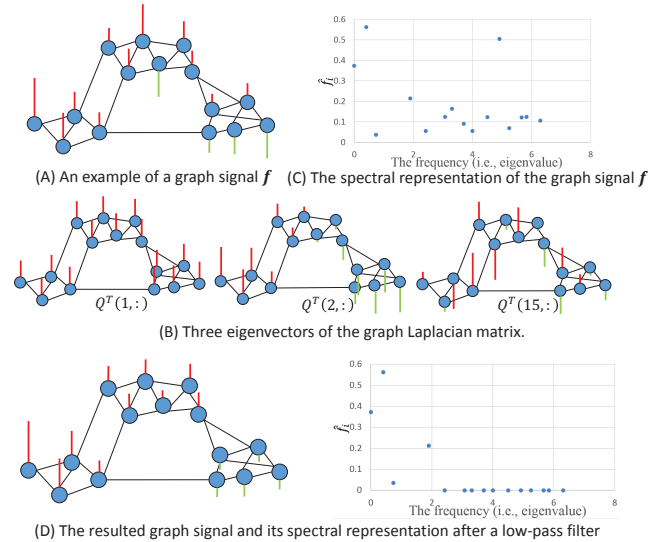 0.6
0.5
0.4
0.3
0.2
0.1
0
f̂ᵢ
0 2 4 6 8
The frequency (i.e., eigenvalue)
(A) An example of a graph signal f
(C) The spectral representation of the graph signal f
Qᵀ(1,:)
Qᵀ(2,:)
Qᵀ(15,:)
(B) Three eigenvectors of the graph Laplacian matrix.
0.6
0.5
0.4
0.3
0.2
0.1
0
f̂ᵢ
0 2 4 6 8
The frequency (i.e., eigenvalue)
(D) The resulted graph signal and its spectral representation after a low-pass filter